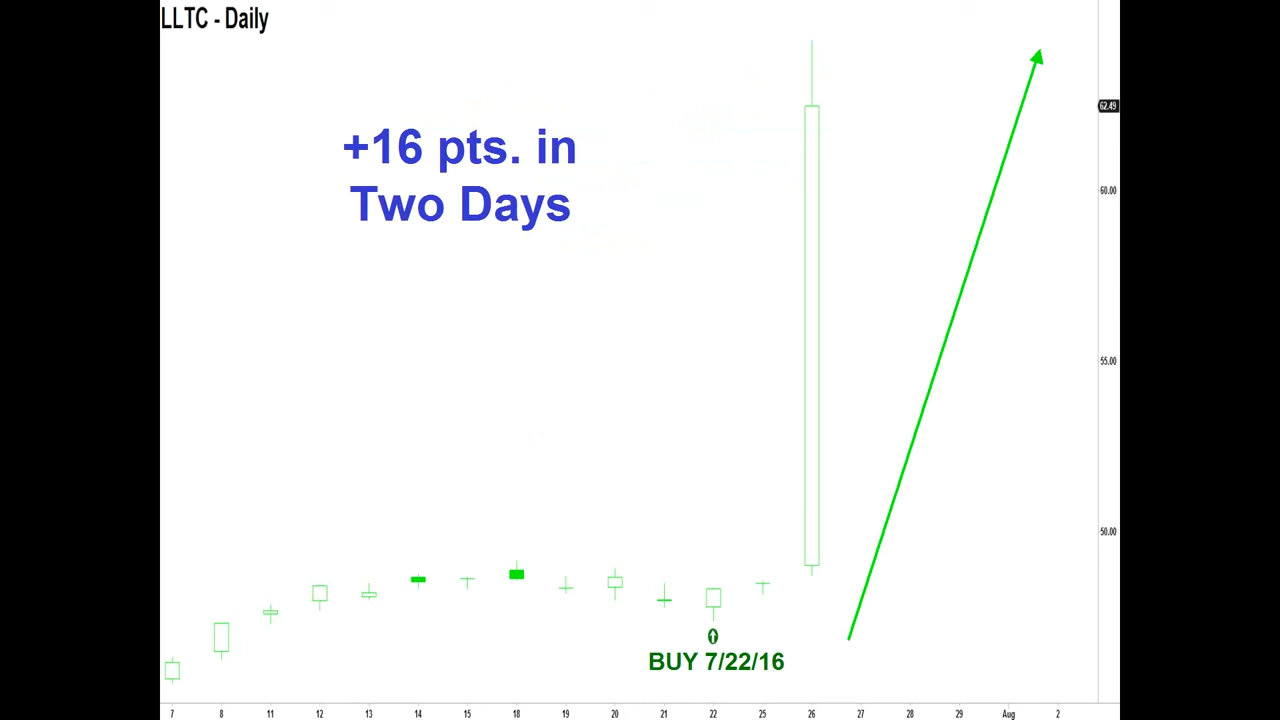 LLTC - Daily
+16 pts. in
Two Days
62.49
60.00
55.00
50.00
BUY 7/22/16
7 8 11 12 13 14 15 18 19 20 21 22 25 26 27 28 29 Aug 2